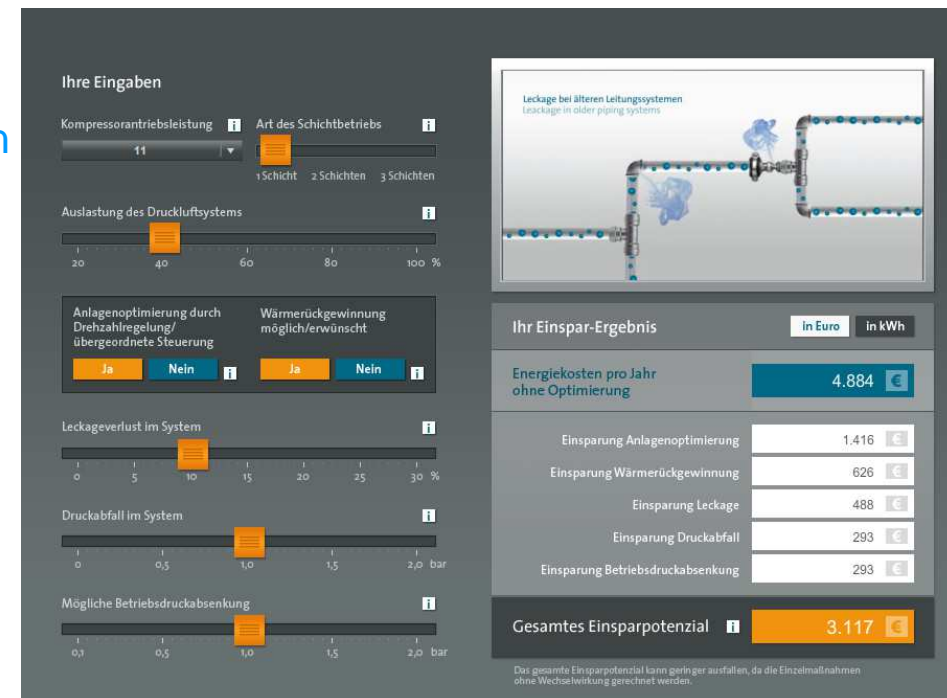 n
Ihre Eingaben
Kompressorantriebsleistung i Art des Schichtbetriebs i
11
1 Schicht 2 Schichten 3 Schichten
Auslastung des Druckluftsystems i
20 40 60 80 100 %
Anlagenoptimierung durch
Drehzahlregelung/
übergeordnete Steuerung
Ja Nein i
Wärmerückgewinnung
möglich/erwünscht
Ja Nein i
Leckageverlust im System i
0 5 10 15 20 25 30 %
Druckabfall im System i
0 0,5 1,0 1,5 2,0 bar
Mögliche Betriebsdruckabsenkung i
0,1 0,5 1,0 1,5 2,0 bar
Leckage bei älteren Leitungssystemen
Leackage in older piping systems
Ihr Einspar-Ergebnis in Euro in kWh
Energiekosten pro Jahr
ohne Optimierung
4.884 €
Einsparung Anlagenoptimierung 1.416 €
Einsparung Wärmerückgewinnung 626 €
Einsparung Leckage 488 €
Einsparung Druckabfall 293 €
Einsparung Betriebsdruckabsenkung 293 €
Gesamtes Einsparpotenzial i 3.117 €
Das gesamte Einsparpotenzial kann geringer ausfallen, da die Einzelmaßnahmen
ohne Wechselwirkung gerechnet werden.